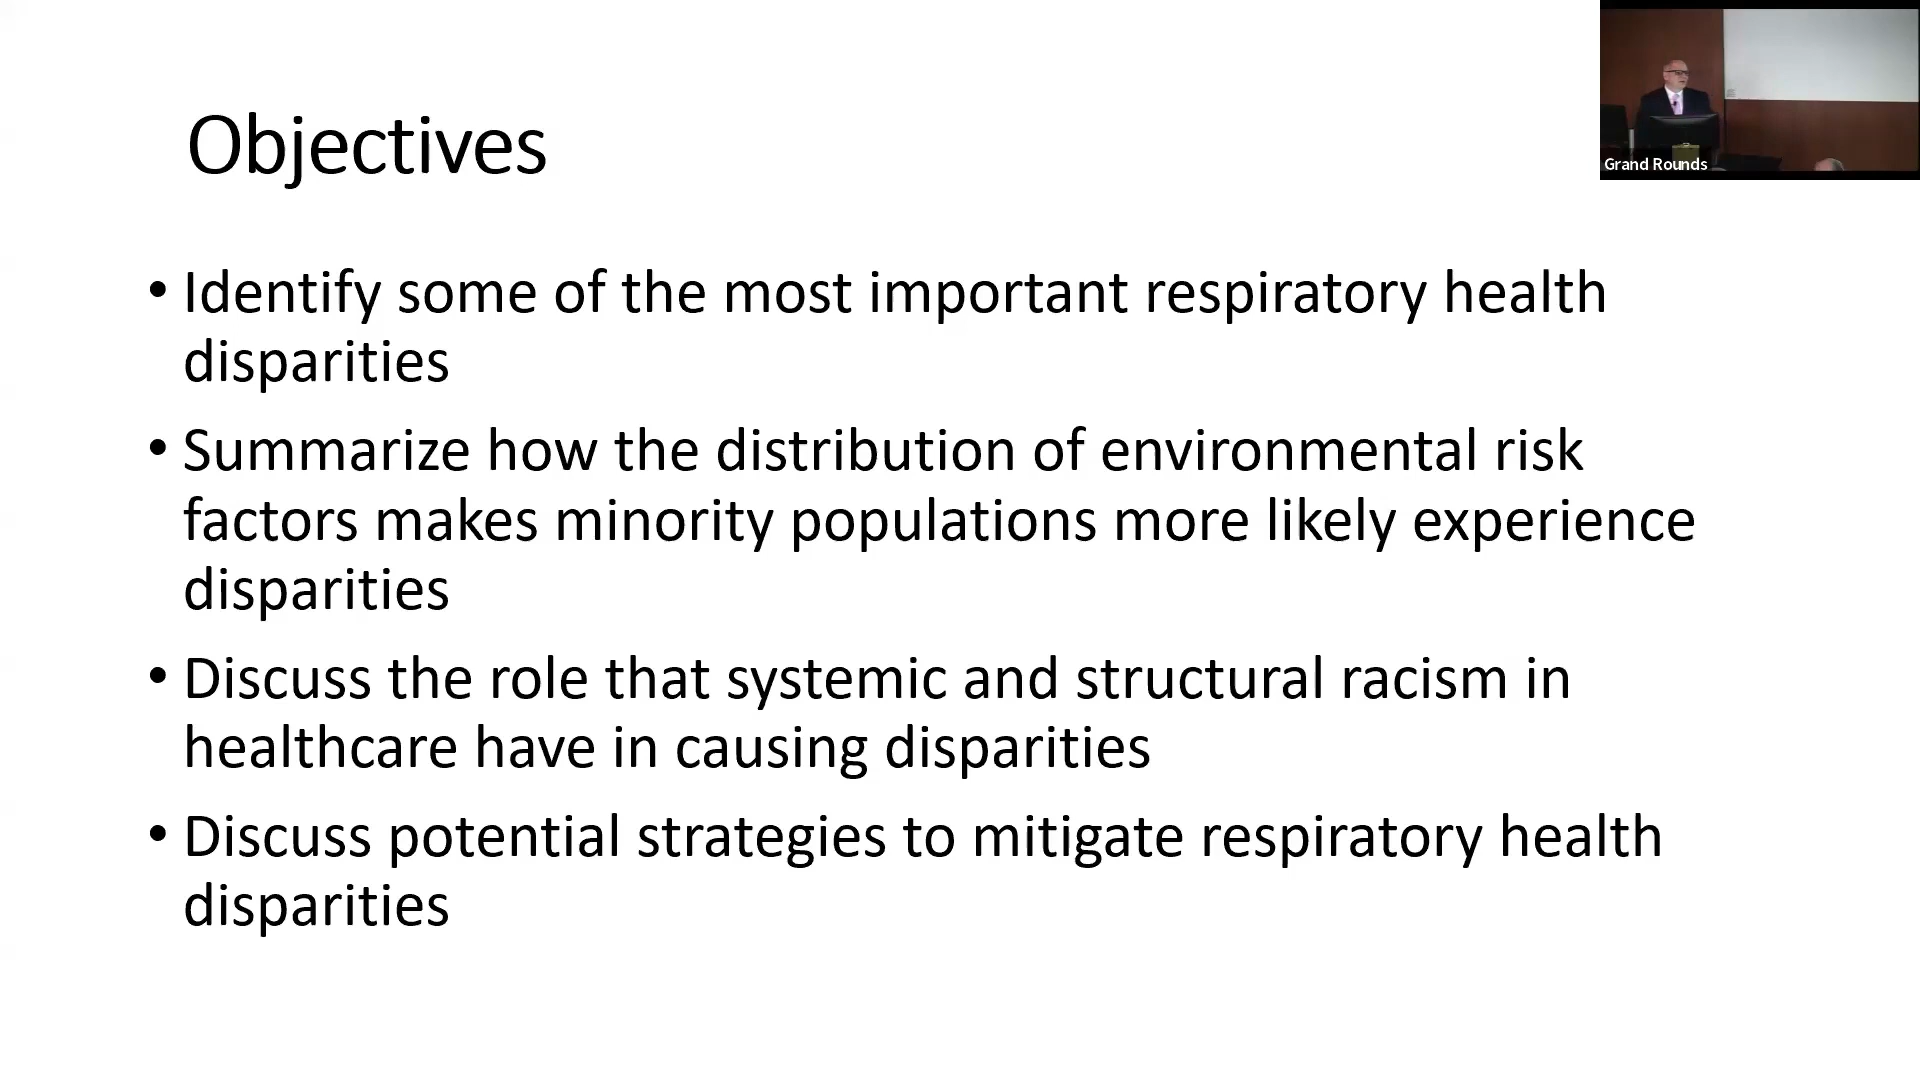 Objectives
Grand Rounds
• Identify some of the most important respiratory health
disparities
• Summarize how the distribution of environmental risk
factors makes minority populations more likely experience
disparities
• Discuss the role that systemic and structural racism in
healthcare have in causing disparities
• Discuss potential strategies to mitigate respiratory health
disparities